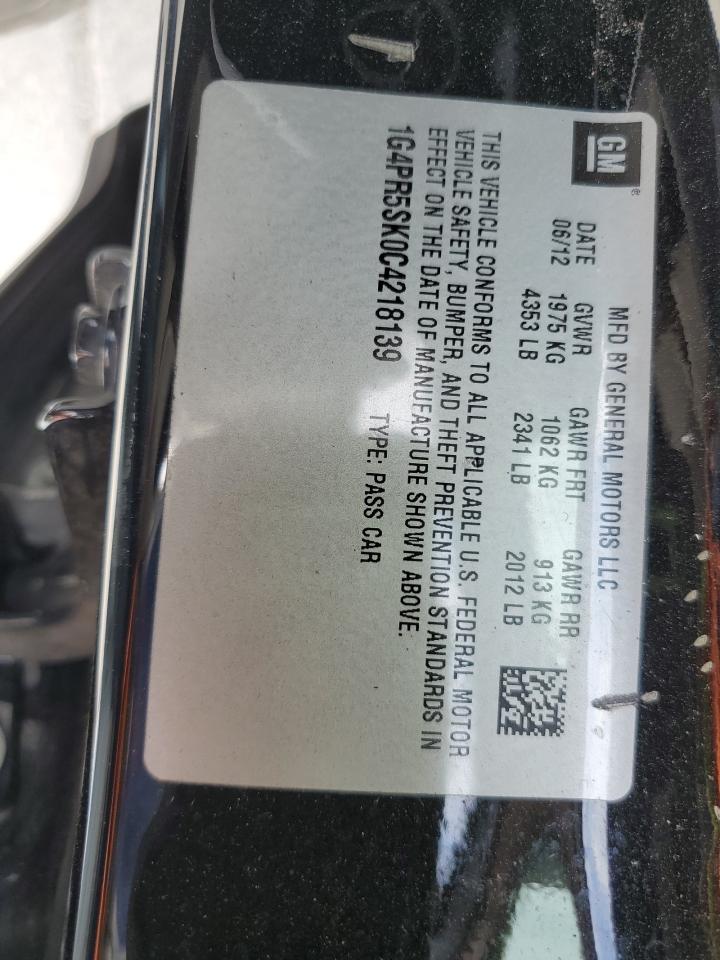 GM
MFD BY GENERAL MOTORS LLC
DATE GVWR GAWR FRT GAWR RR
06/12 1975 KG 1062 KG 913 KG
4353 LB 2341 LB 2012 LB
THIS VEHICLE CONFORMS TO ALL APPLICABLE U.S. FEDERAL MOTOR
VEHICLE SAFETY, BUMPER, AND THEFT PREVENTION STANDARDS IN
EFFECT ON THE DATE OF MANUFACTURE SHOWN ABOVE.
1G4PR5SK0C4218139 TYPE: PASS CAR